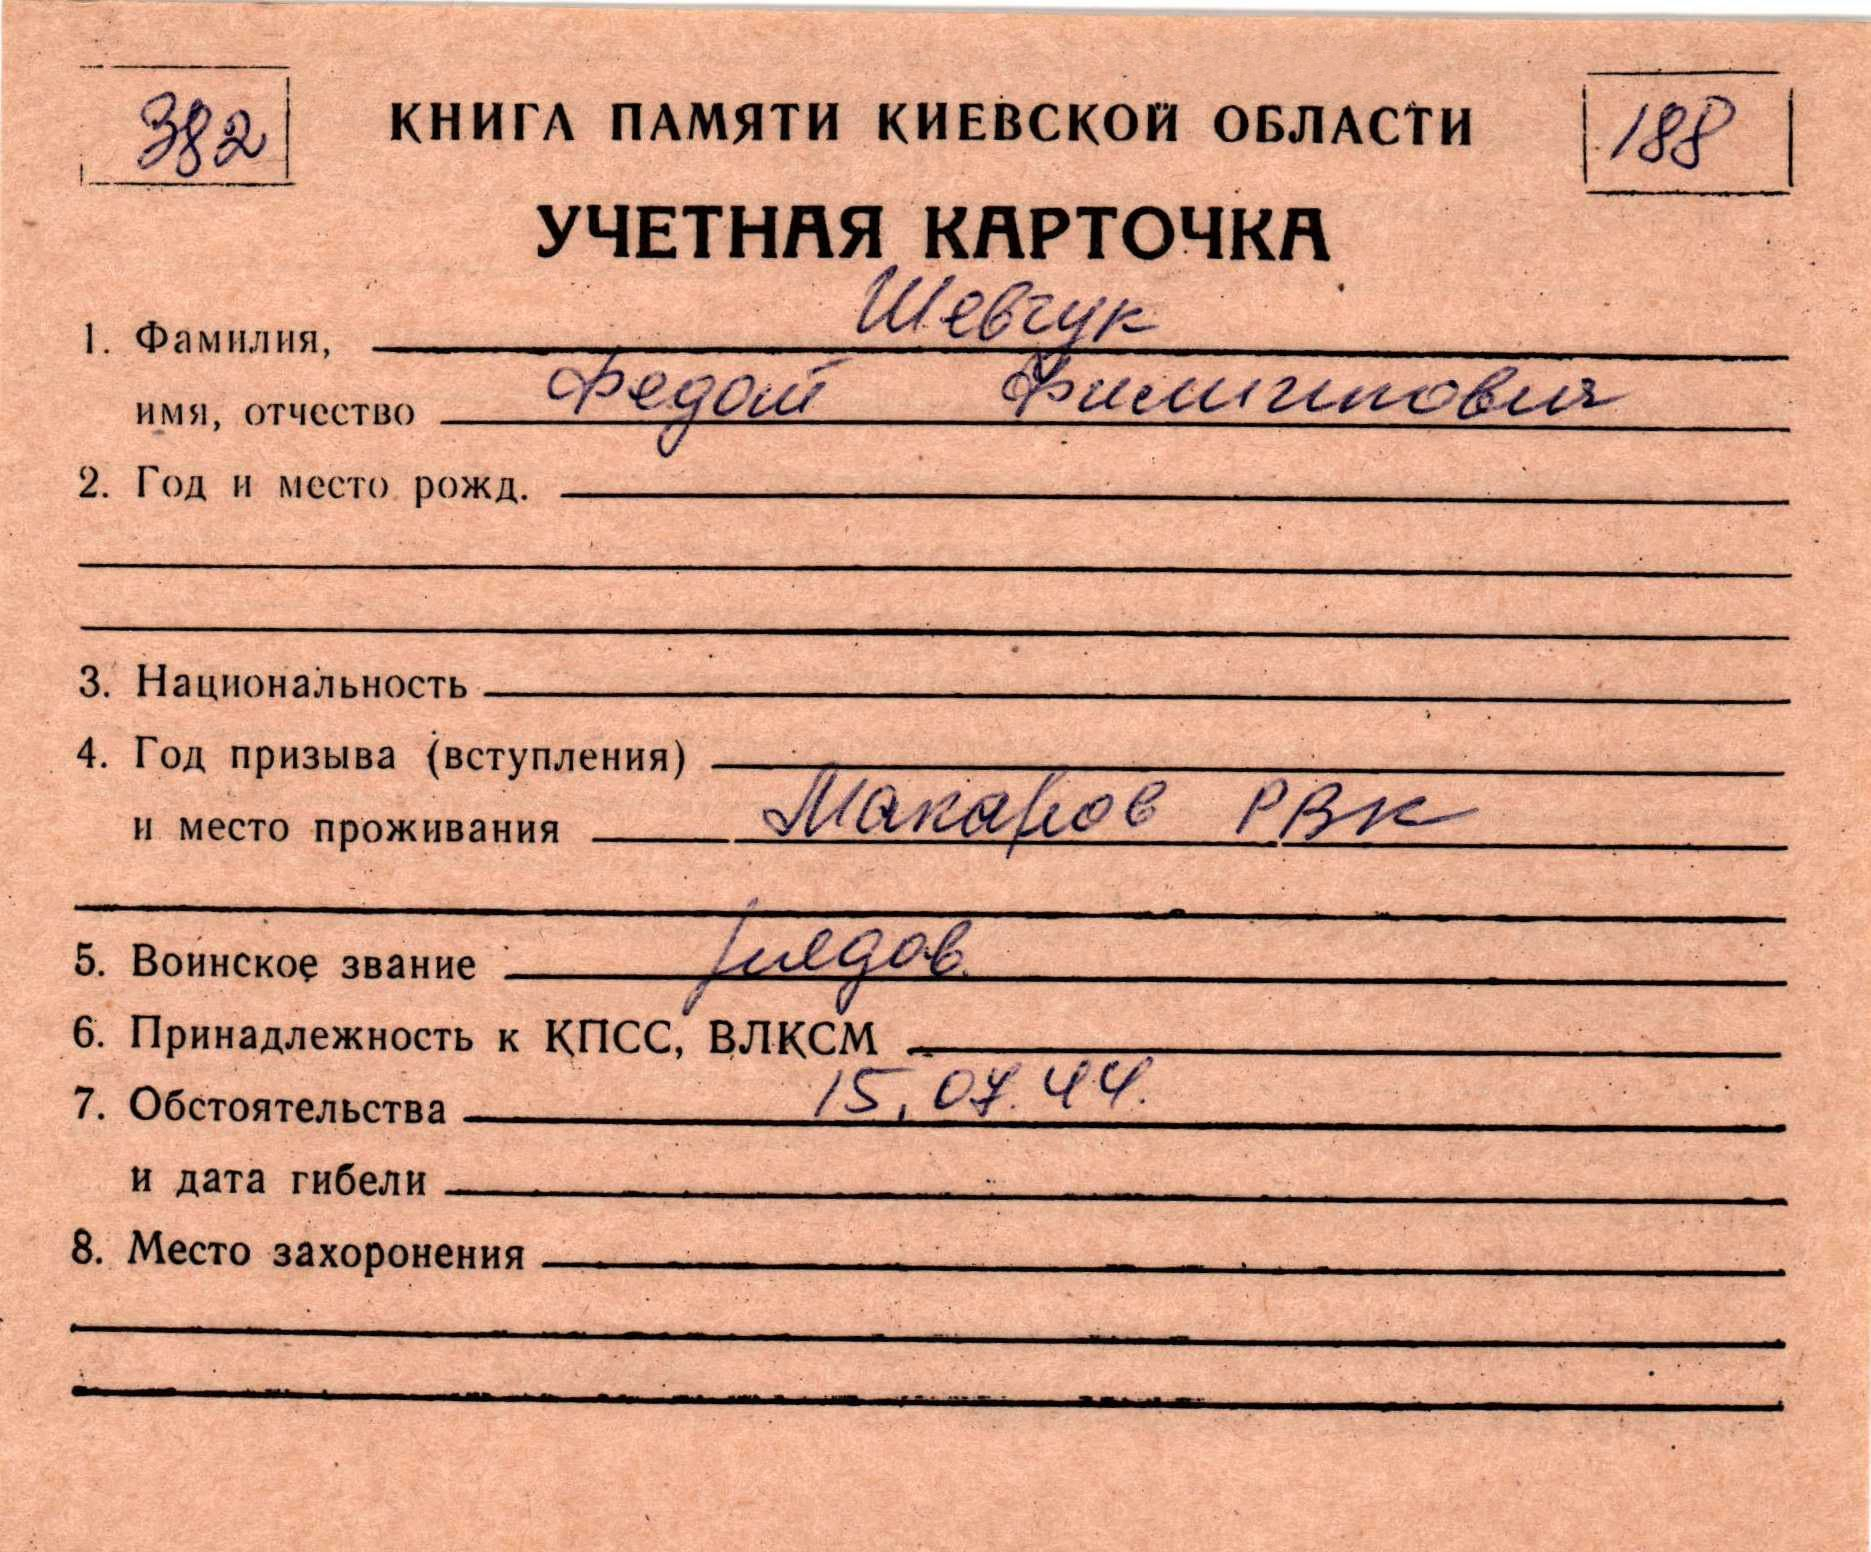 382
КНИГА ПАМЯТИ КИЕВСКОЙ ОБЛАСТИ
188
УЧЕТНАЯ КАРТОЧКА
1. Фамилия, Шевчук
имя, отчество Федот
2. Год и место рожд.
3. Национальность
4. Год призыва (вступления)
и место проживания Макаров РВК
5. Воинское звание
6. Принадлежность к КПСС, ВЛКСМ
7. Обстоятельства 15.07.44.
и дата гибели
8. Место захоронения